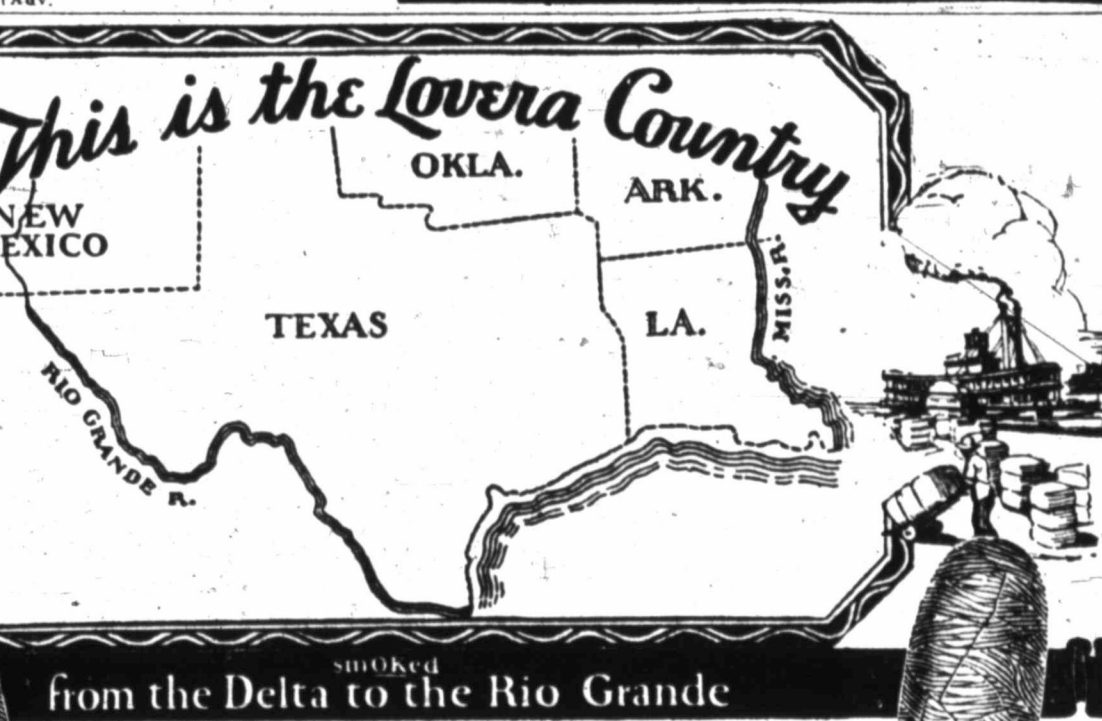 This is the Lovera Country
OKLA.
ARK.
NEW
EXICO
MISS. R.
TEXAS
LA.
RIO GRANDE R.
smOKed
from the Delta to the Rio Grande